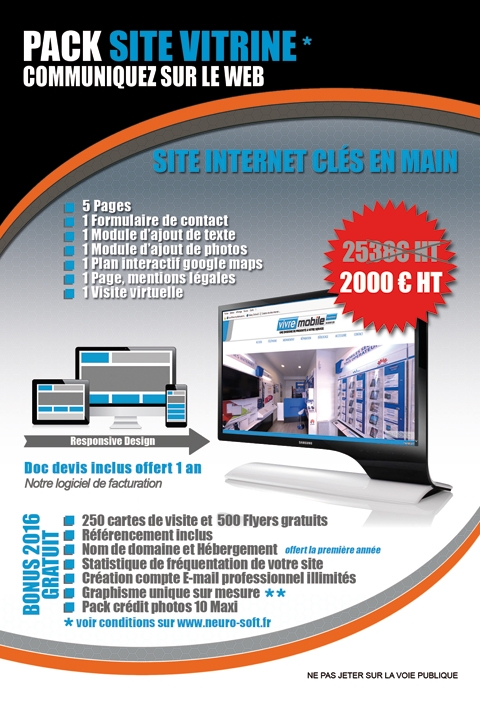 PACK SITE VITRINE *
COMMUNIQUEZ SUR LE WEB
SITE INTERNET CLÉS EN MAIN
5 Pages
1 Formulaire de contact
1 Module d'ajout de texte
1 Module d'ajout de photos
1 Plan interactif google maps
1 Page, mentions légales
1 Visite virtuelle
2538€ HT
2000 € HT
vivre mobile
SAMSUNG
Responsive Design
Doc devis inclus offert 1 an
Notre logiciel de facturation
BONUS 2016
GRATUIT
250 cartes de visite et 500 Flyers gratuits
Référencement inclus
Nom de domaine et Hébergement offert la première année
Statistique de fréquentation de votre site
Création compte E-mail professionnel illimités
Graphisme unique sur mesure **
Pack crédit photos 10 Maxi
* voir conditions sur www.neuro-soft.fr
NE PAS JETER SUR LA VOIE PUBLIQUE